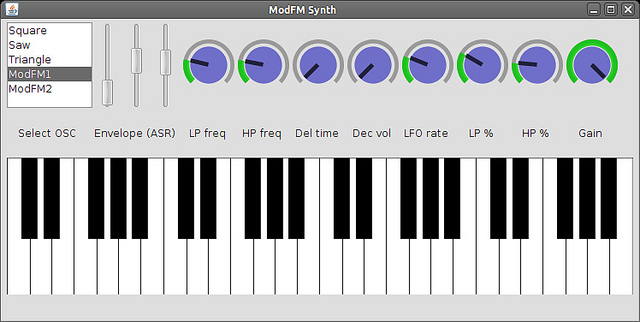 ModFM Synth
Square
Saw
Triangle
ModFM1
ModFM2
Select OSC Envelope (ASR) LP freq HP freq Del time Dec vol LFO rate LP % HP % Gain